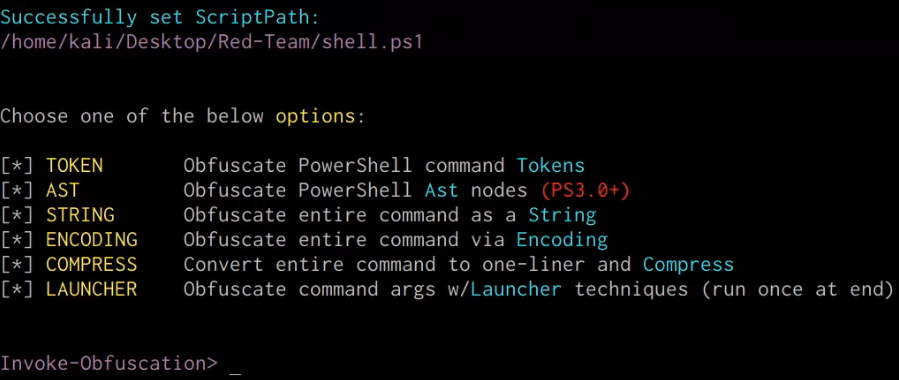 Successfully set ScriptPath:
/home/kali/Desktop/Red-Team/shell.ps1
Choose one of the below options:
[*] TOKEN Obfuscate PowerShell command Tokens
[*] AST Obfuscate PowerShell Ast nodes (PS3.0+)
[*] STRING Obfuscate entire command as a String
[*] ENCODING Obfuscate entire command via Encoding
[*] COMPRESS Convert entire command to one-liner and Compress
[*] LAUNCHER Obfuscate command args w/Launcher techniques (run once at end)
Invoke-Obfuscation> _